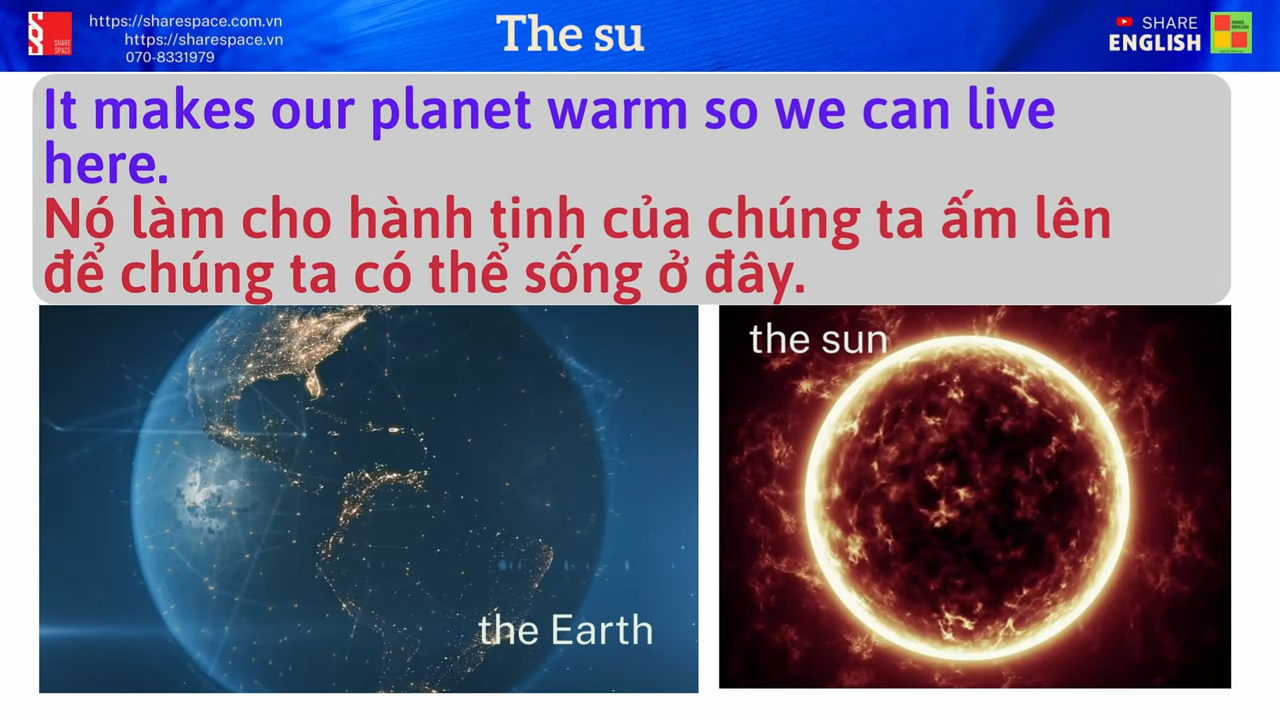 https://sharespace.com.vn
https://sharespace.vn
070-8331979
SHARE
SPACE
The su
SHARE
ENGLISH
It makes our planet warm so we can live
here.
Nó làm cho hành tinh của chúng ta ấm lên
để chúng ta có thể sống ở đây.
the sun
the Earth